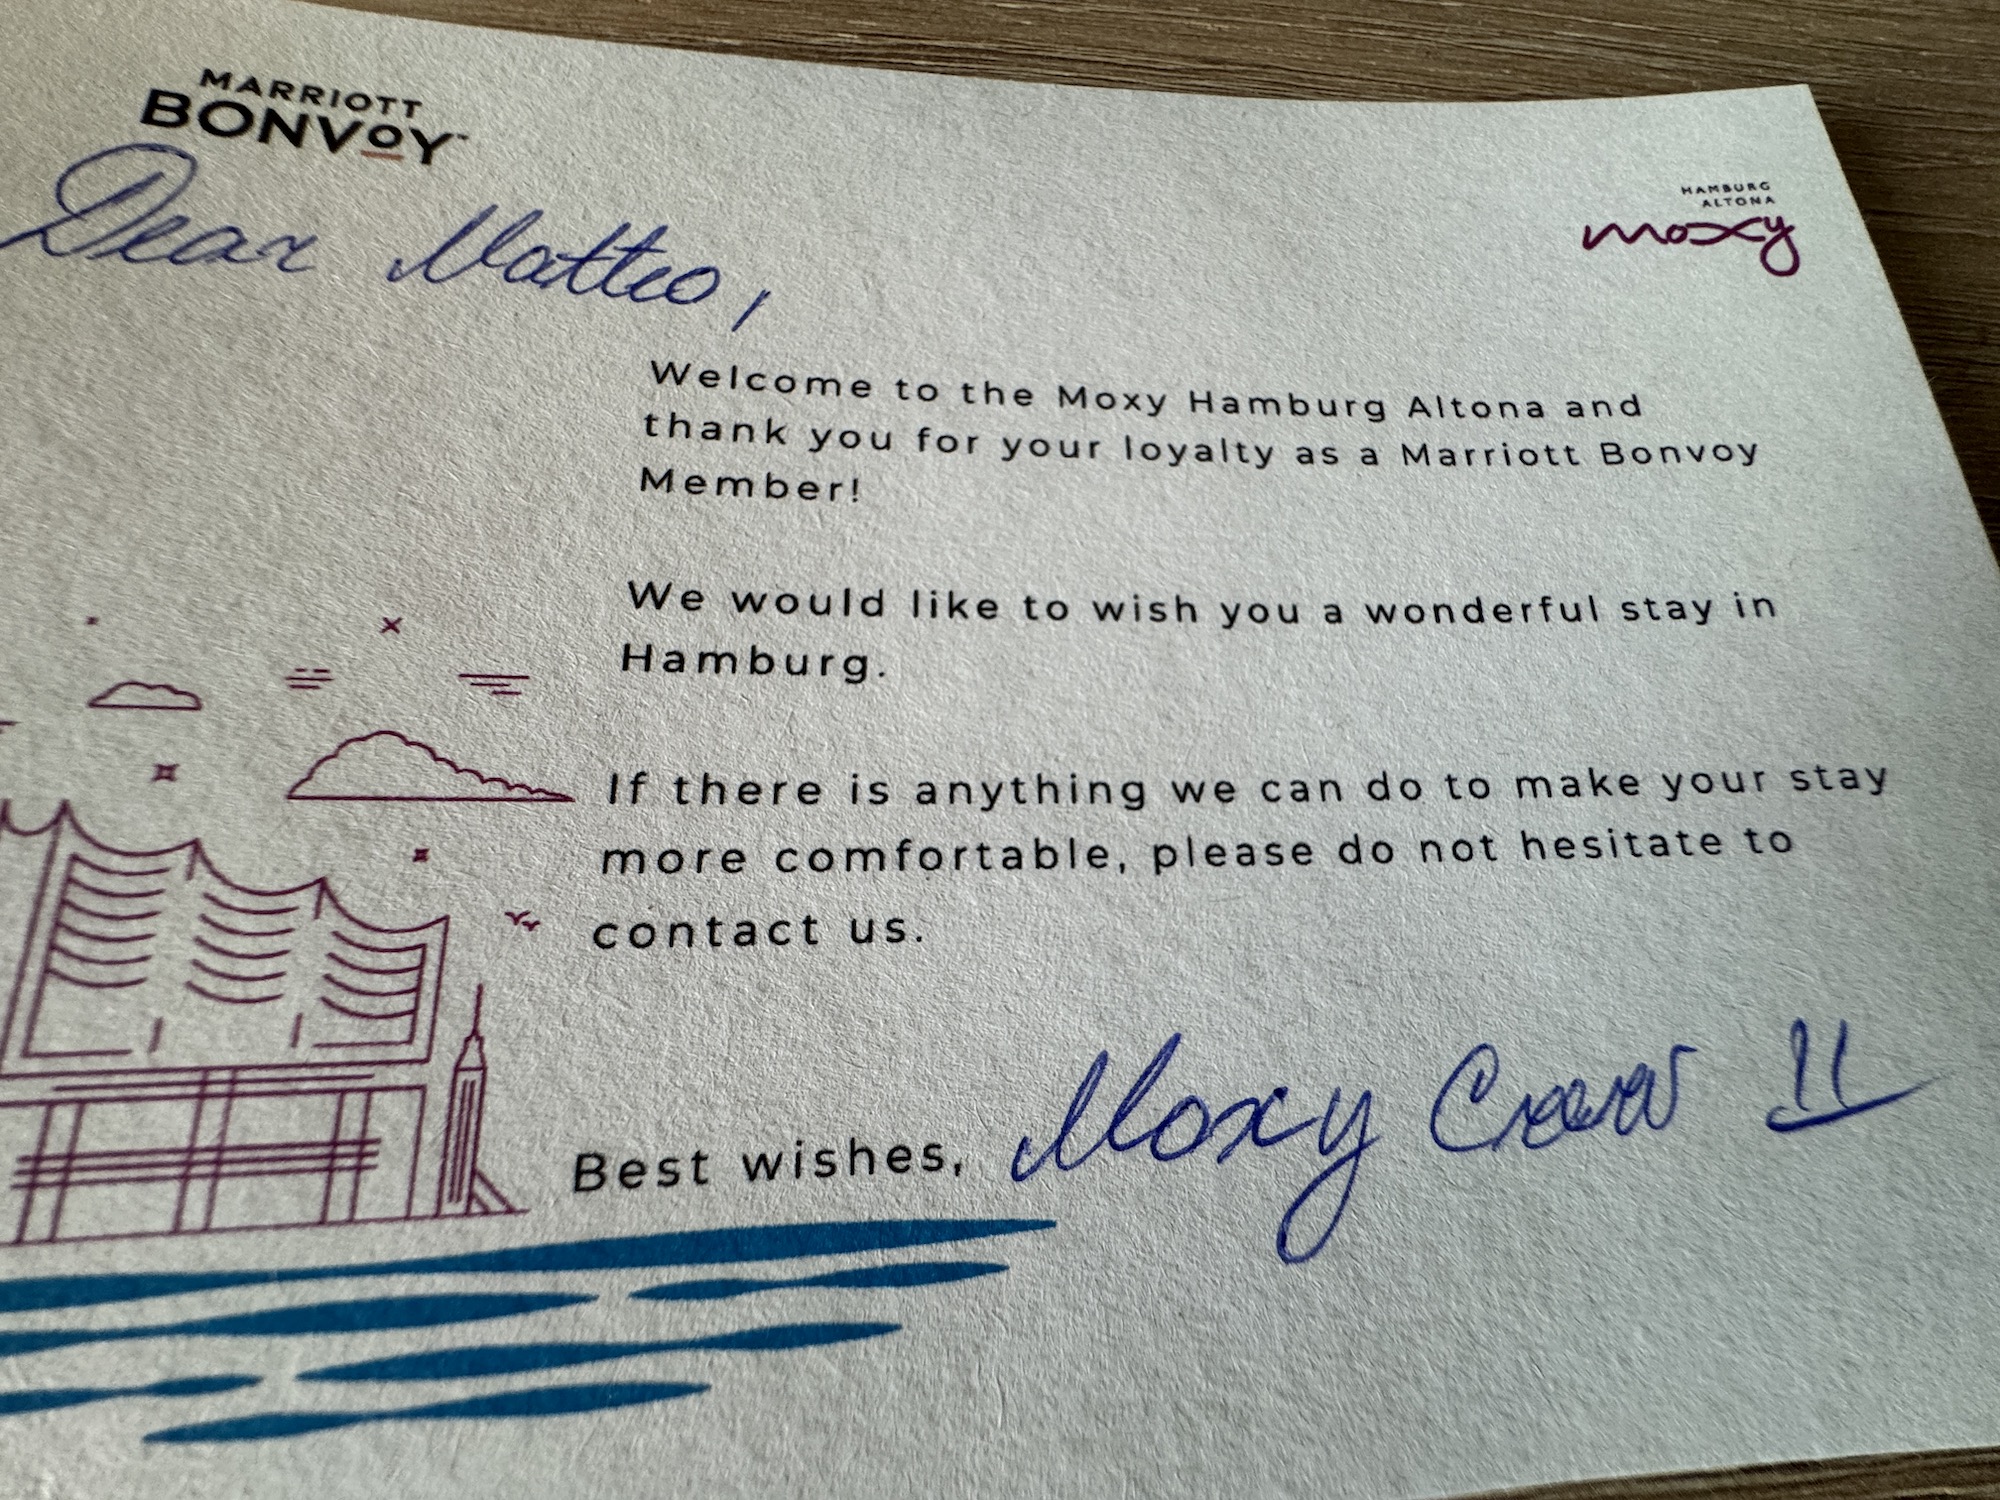 MARRIOTT
BONVOY™
HAMBURG
ALTONA
moxy
Dear Matteo,
Welcome to the Moxy Hamburg Altona and
thank you for your loyalty as a Marriott Bonvoy
Member!
We would like to wish you a wonderful stay in
Hamburg.
If there is anything we can do to make your stay
more comfortable, please do not hesitate to
contact us.
Best wishes, Moxy Crew !!